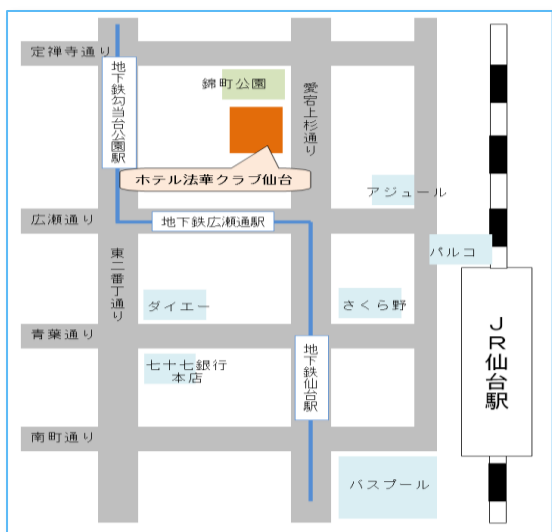 定禅寺通り
地下鉄勾当台公園駅
錦町公園
愛宕上杉通り
ホテル法華クラブ仙台
アジュール
広瀬通り
地下鉄広瀬通駅
パルコ
東二番丁通り
ダイエー
さくら野
JR仙台駅
青葉通り
地下鉄仙台駅
七十七銀行
本店
南町通り
バスプール